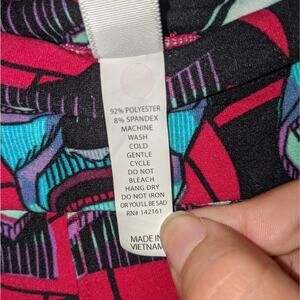 92% POLYESTER
8% SPANDEX
MACHINE
WASH
COLD
GENTLE
CYCLE
DO NOT
BLEACH
HANG DRY
DO NOT IRON
OR YOU'LL BE SAD
RN# 142161
MADE IN
VIETNAM